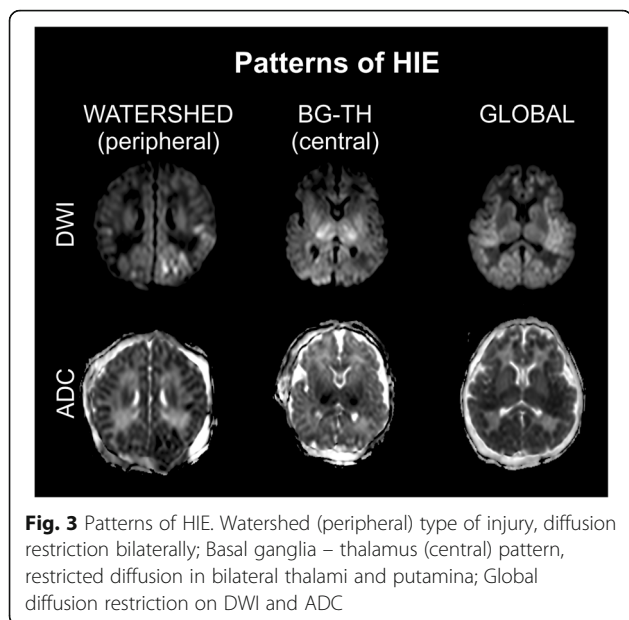 Patterns of HIE
WATERSHED
(peripheral)
BG-TH
(central)
GLOBAL
DWI
ADC
Fig. 3 Patterns of HIE. Watershed (peripheral) type of injury, diffusion
restriction bilaterally; Basal ganglia – thalamus (central) pattern,
restricted diffusion in bilateral thalami and putamina; Global
diffusion restriction on DWI and ADC